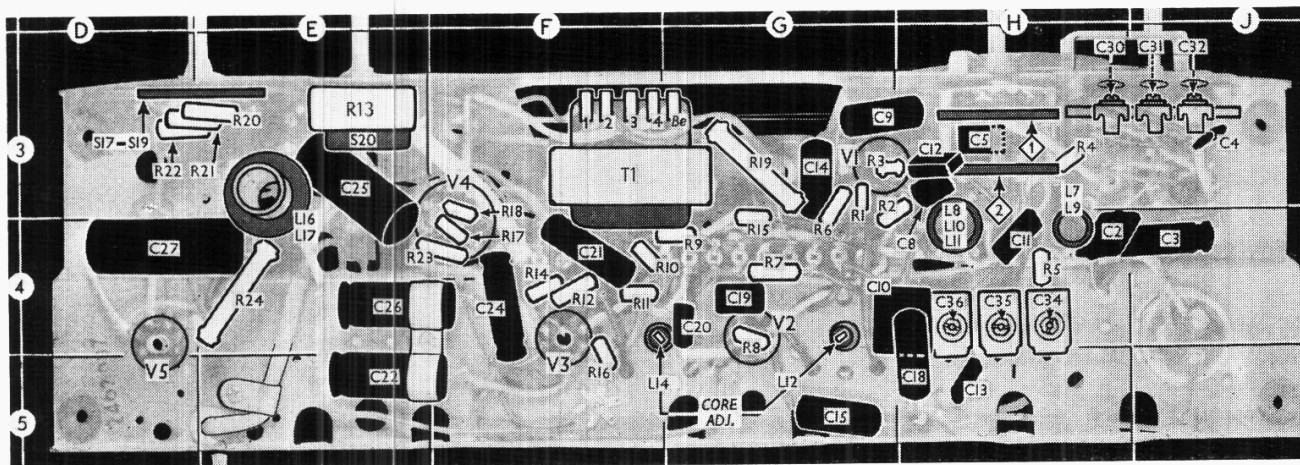 D E F G H J
C30 C31 C32
S17-S19
R20
R13
S20
1 2 3 4 Be
C9
C5
1
3
R22 R21
C25
V4
T1
R19
C14
V1
R3
C12
R4
C4
L16
L17
R18
R17
R15
R6
R1
R2
C8
L8
L10
L11
2
L7
L9
C27
R23
C21
R9
R10
C11
C2
C3
R24
R14
R12
R11
R7
R5
4
C26
C24
C19
C10
C36 C35 C34
V5
V3
R16
C20
V2
R8
C22
L14
L12
C18
C13
CORE
ADJ.
C15
5